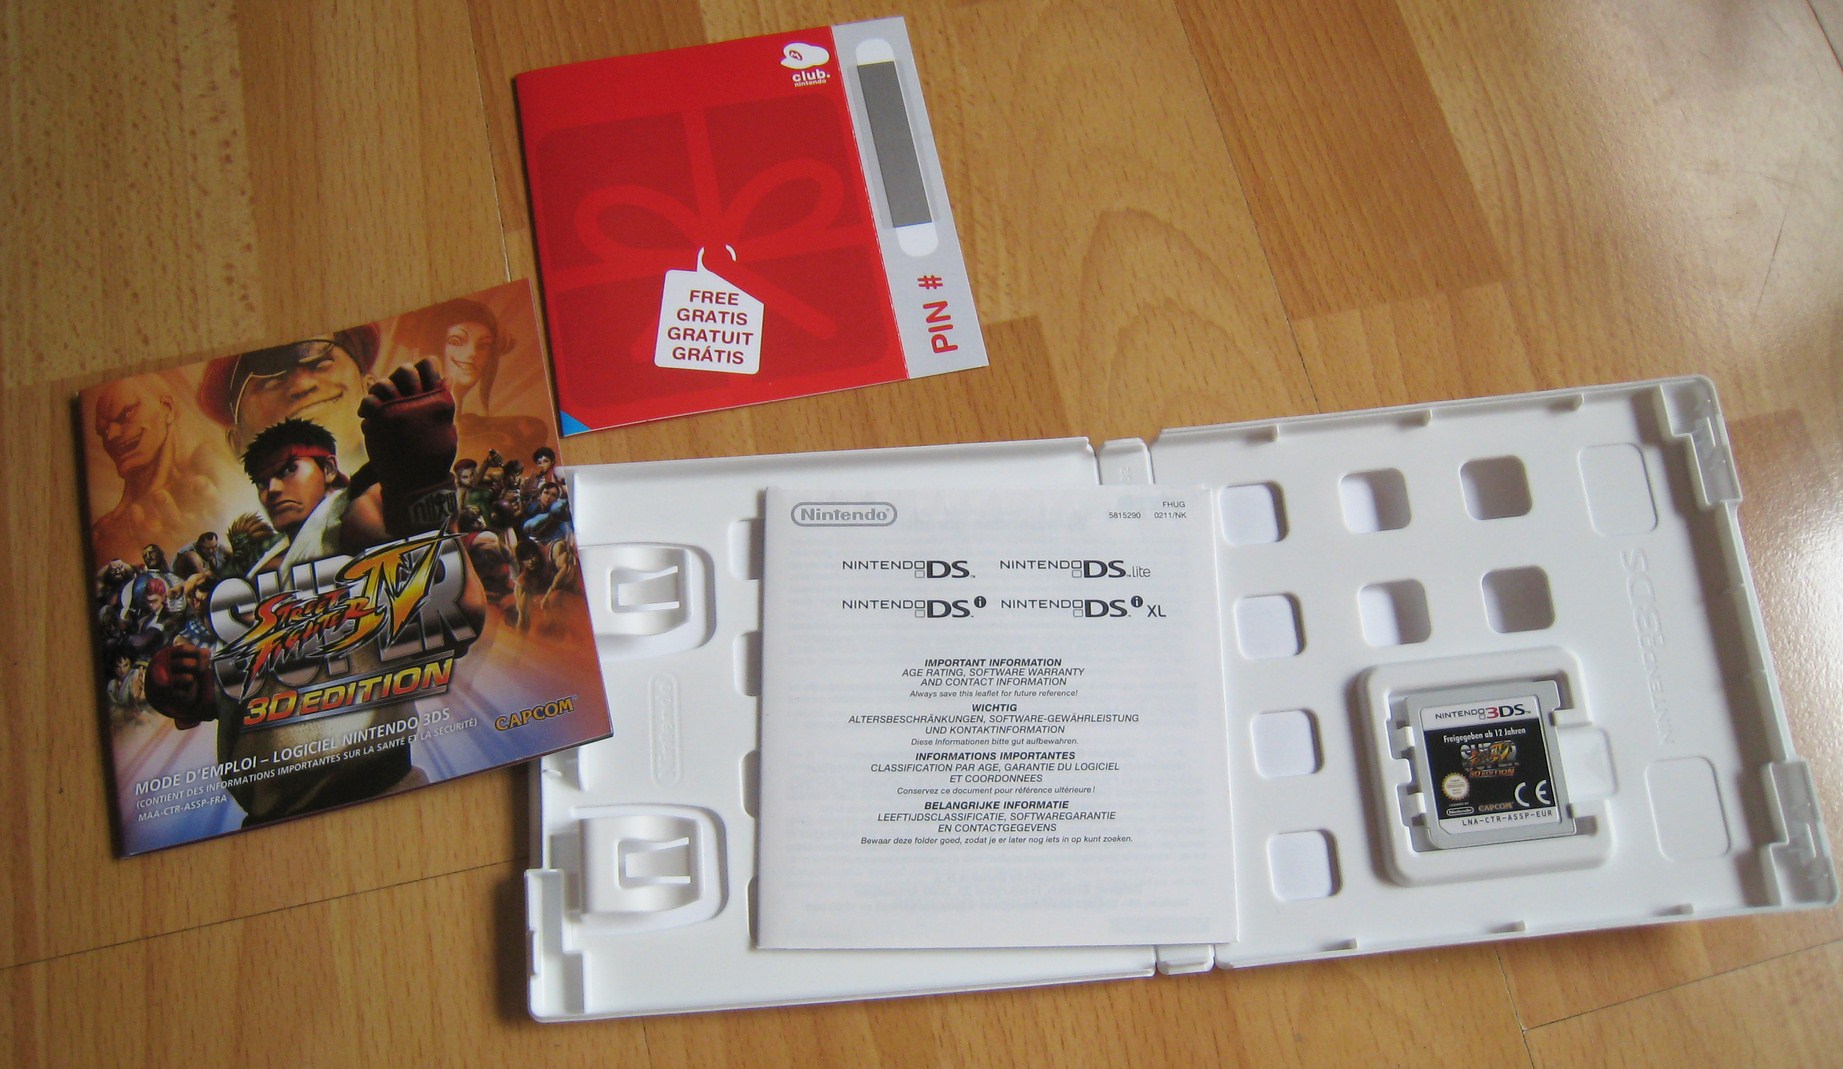 club.
nintendo
FREE
GRATIS
GRATUIT
GRÁTIS
PIN #
SUPER
STREET
FIGHTER IV
3D EDITION
CAPCOM
MODE D'EMPLOI – LOGICIEL NINTENDO 3DS
(CONTIENT DES INFORMATIONS IMPORTANTES SUR LA SANTÉ ET LA SÉCURITÉ)
MAA-CTR-ASSP-FRA
Nintendo®
FHUG
5815290 0211/NK
NINTENDO DS™ NINTENDO DS™ lite
NINTENDO DSi NINTENDO DSi XL
IMPORTANT INFORMATION
AGE RATING, SOFTWARE WARRANTY
AND CONTACT INFORMATION
Always save this leaflet for future reference!
WICHTIG
ALTERSBESCHRÄNKUNGEN, SOFTWARE-GEWÄHRLEISTUNG
UND KONTAKTINFORMATION
Diese Informationen bitte gut aufbewahren.
INFORMATIONS IMPORTANTES
CLASSIFICATION PAR AGE, GARANTIE DU LOGICIEL
ET COORDONNEES
Conservez ce document pour référence ultérieure !
BELANGRIJKE INFORMATIE
LEEFTIJDSCLASSIFICATIE, SOFTWAREGARANTIE
EN CONTACTGEGEVENS
Bewaar deze folder goed, zodat je er later nog iets in op kunt zoeken.
NINTENDO 3DS™
Freigegeben ab 12 Jahren
SUPER
3D EDITION
Nintendo
CAPCOM
CE
LNA-CTR-ASSP-EUR
NINTENDO 3DS